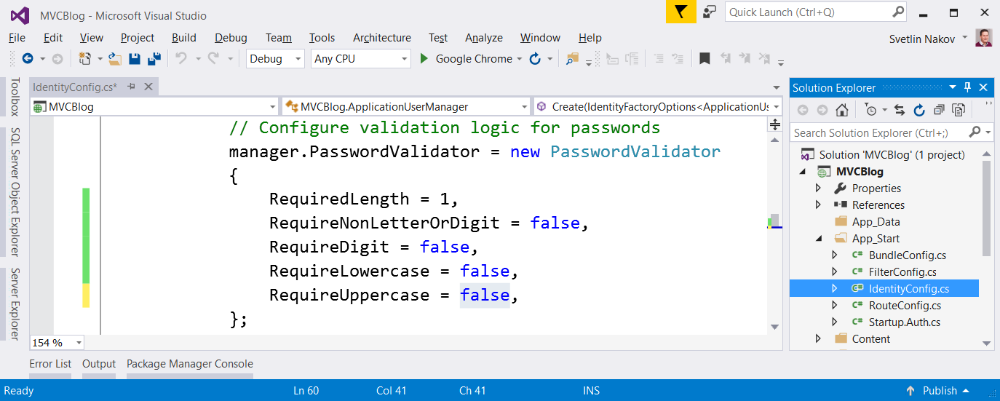 MVCBlog - Microsoft Visual Studio
Quick Launch (Ctrl+Q)
File Edit View Project Build Debug Team Tools Architecture Test Analyze Window Help
Svetlin Nakov
Debug Any CPU Google Chrome
Toolbox
SQL Server Object Explorer
Server Explorer
IdentityConfig.cs*
MVCBlog MVCBlog.ApplicationUserManager Create(IdentityFactoryOptions<ApplicationUs
// Configure validation logic for passwords
manager.PasswordValidator = new PasswordValidator
{
RequiredLength = 1,
RequireNonLetterOrDigit = false,
RequireDigit = false,
RequireLowercase = false,
RequireUppercase = false,
};
154 %
Solution Explorer
Search Solution Explorer (Ctrl+;)
Solution 'MVCBlog' (1 project)
MVCBlog
Properties
References
App_Data
App_Start
C# BundleConfig.cs
C# FilterConfig.cs
C# IdentityConfig.cs
C# RouteConfig.cs
C# Startup.Auth.cs
Content
Error List Output Package Manager Console
Ready Ln 60 Col 41 Ch 41 INS Publish